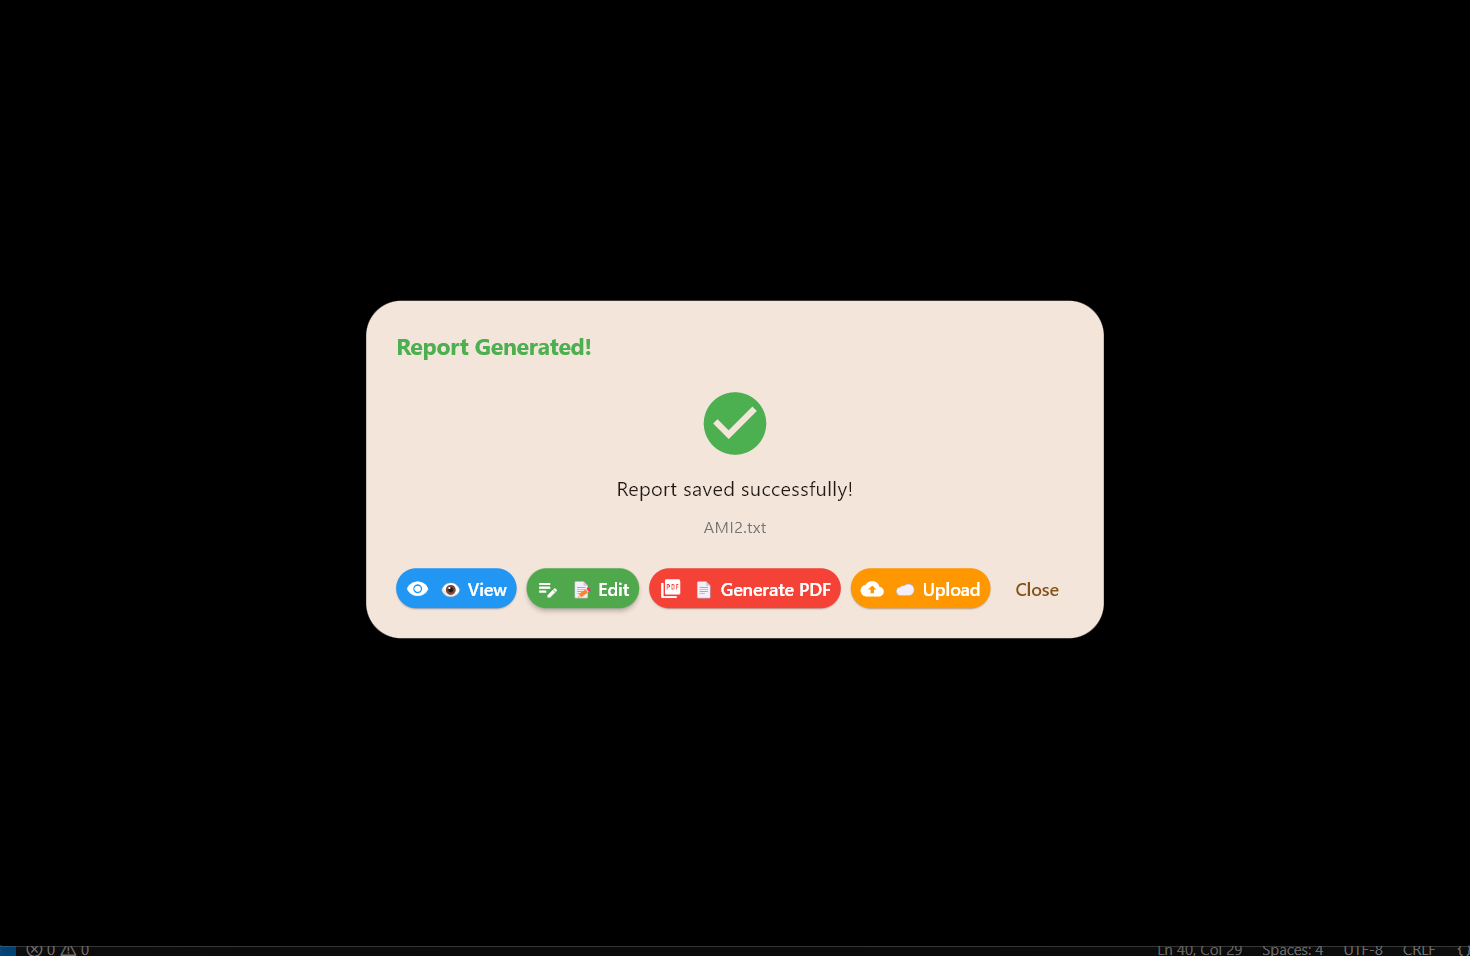 Report Generated!
Report saved successfully!
AMI2.txt
View Edit PDF Generate PDF Upload Close
0 0 Ln 40, Col 29 Spaces: 4 UTF-8 CRLF {}